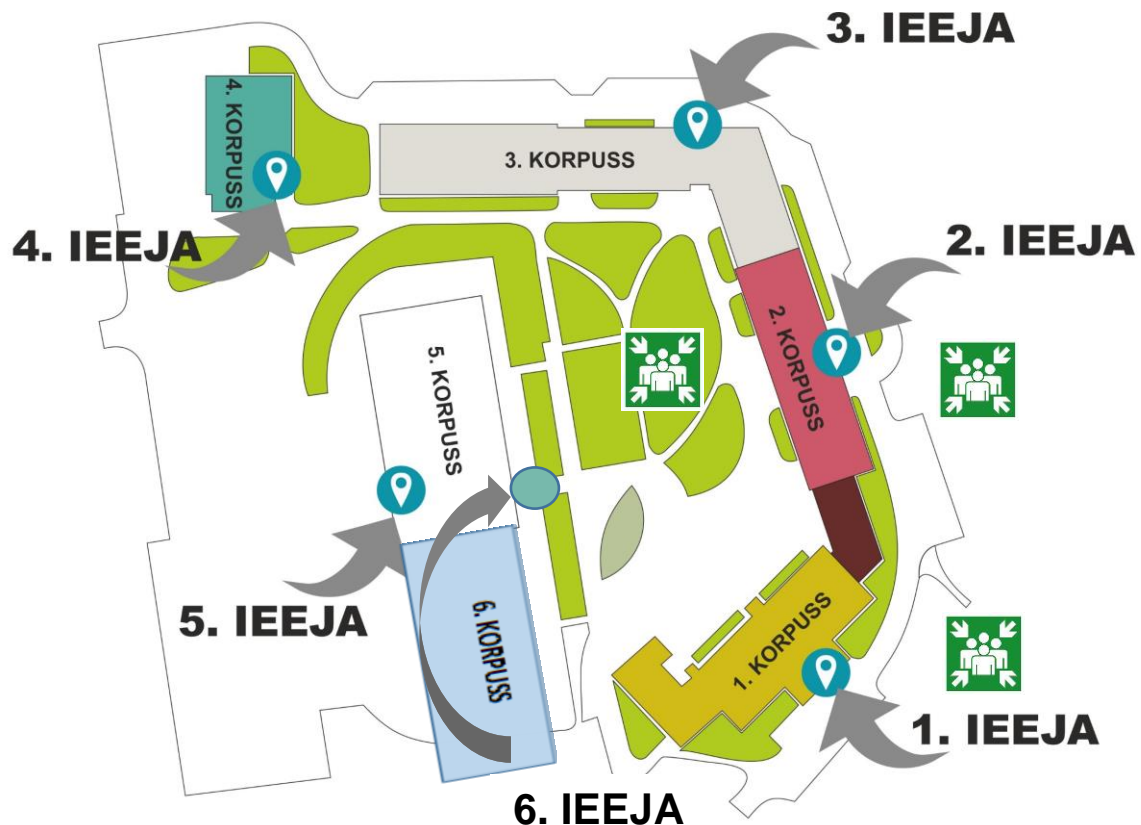 3. IEEJA
4. KORPUSS
3. KORPUSS
4. IEEJA
2. IEEJA
2. KORPUSS
5. KORPUSS
5. IEEJA
6. KORPUSS
1. KORPUSS
1. IEEJA
6. IEEJA